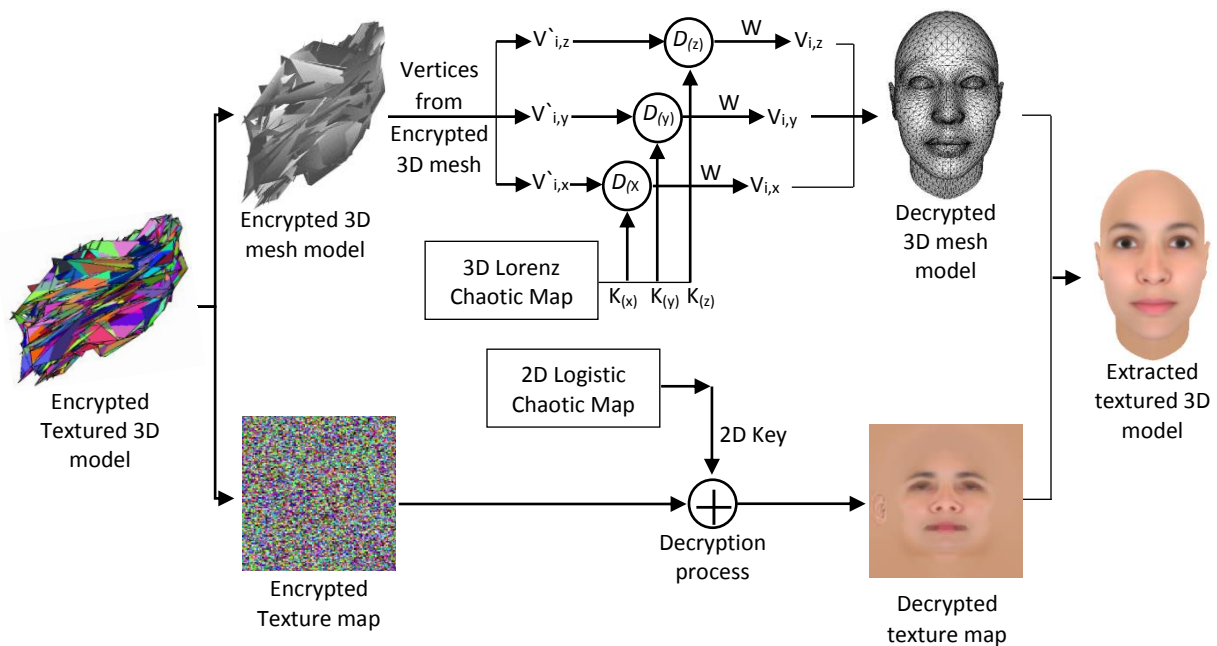 V`i,z
D(z)
W
Vi,z
Vertices
from
Encrypted
3D mesh
V`i,y
D(y)
W
Vi,y
V`i,x
D(X
W
Vi,x
Encrypted 3D
mesh model
Decrypted
3D mesh
model
3D Lorenz
Chaotic Map
K(x) K(y) K(z)
2D Logistic
Chaotic Map
2D Key
Encrypted
Textured 3D
model
Extracted
textured 3D
model
Decryption
process
Encrypted
Texture map
Decrypted
texture map